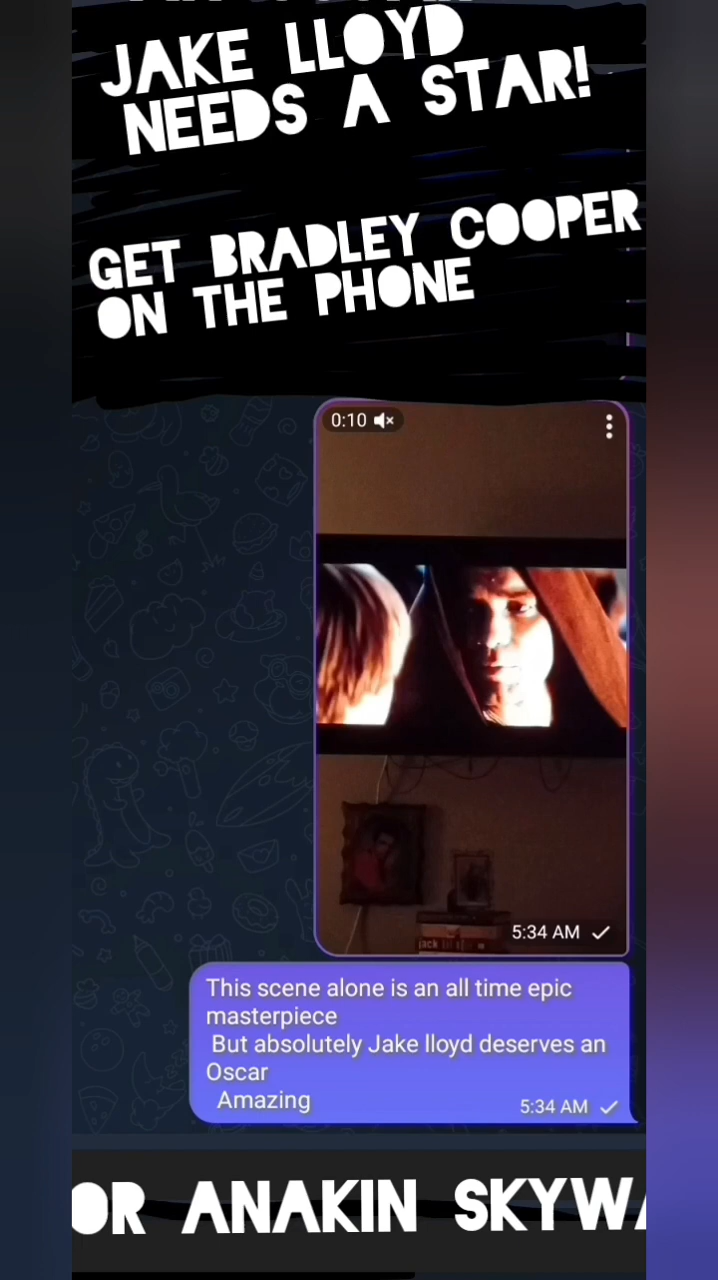 JAKE LLOYD
NEEDS A STAR!
GET BRADLEY COOPER
ON THE PHONE
0:10
jack
5:34 AM
This scene alone is an all time epic
masterpiece
But absolutely Jake lloyd deserves an
Oscar
Amazing
5:34 AM
OR ANAKIN SKYWA